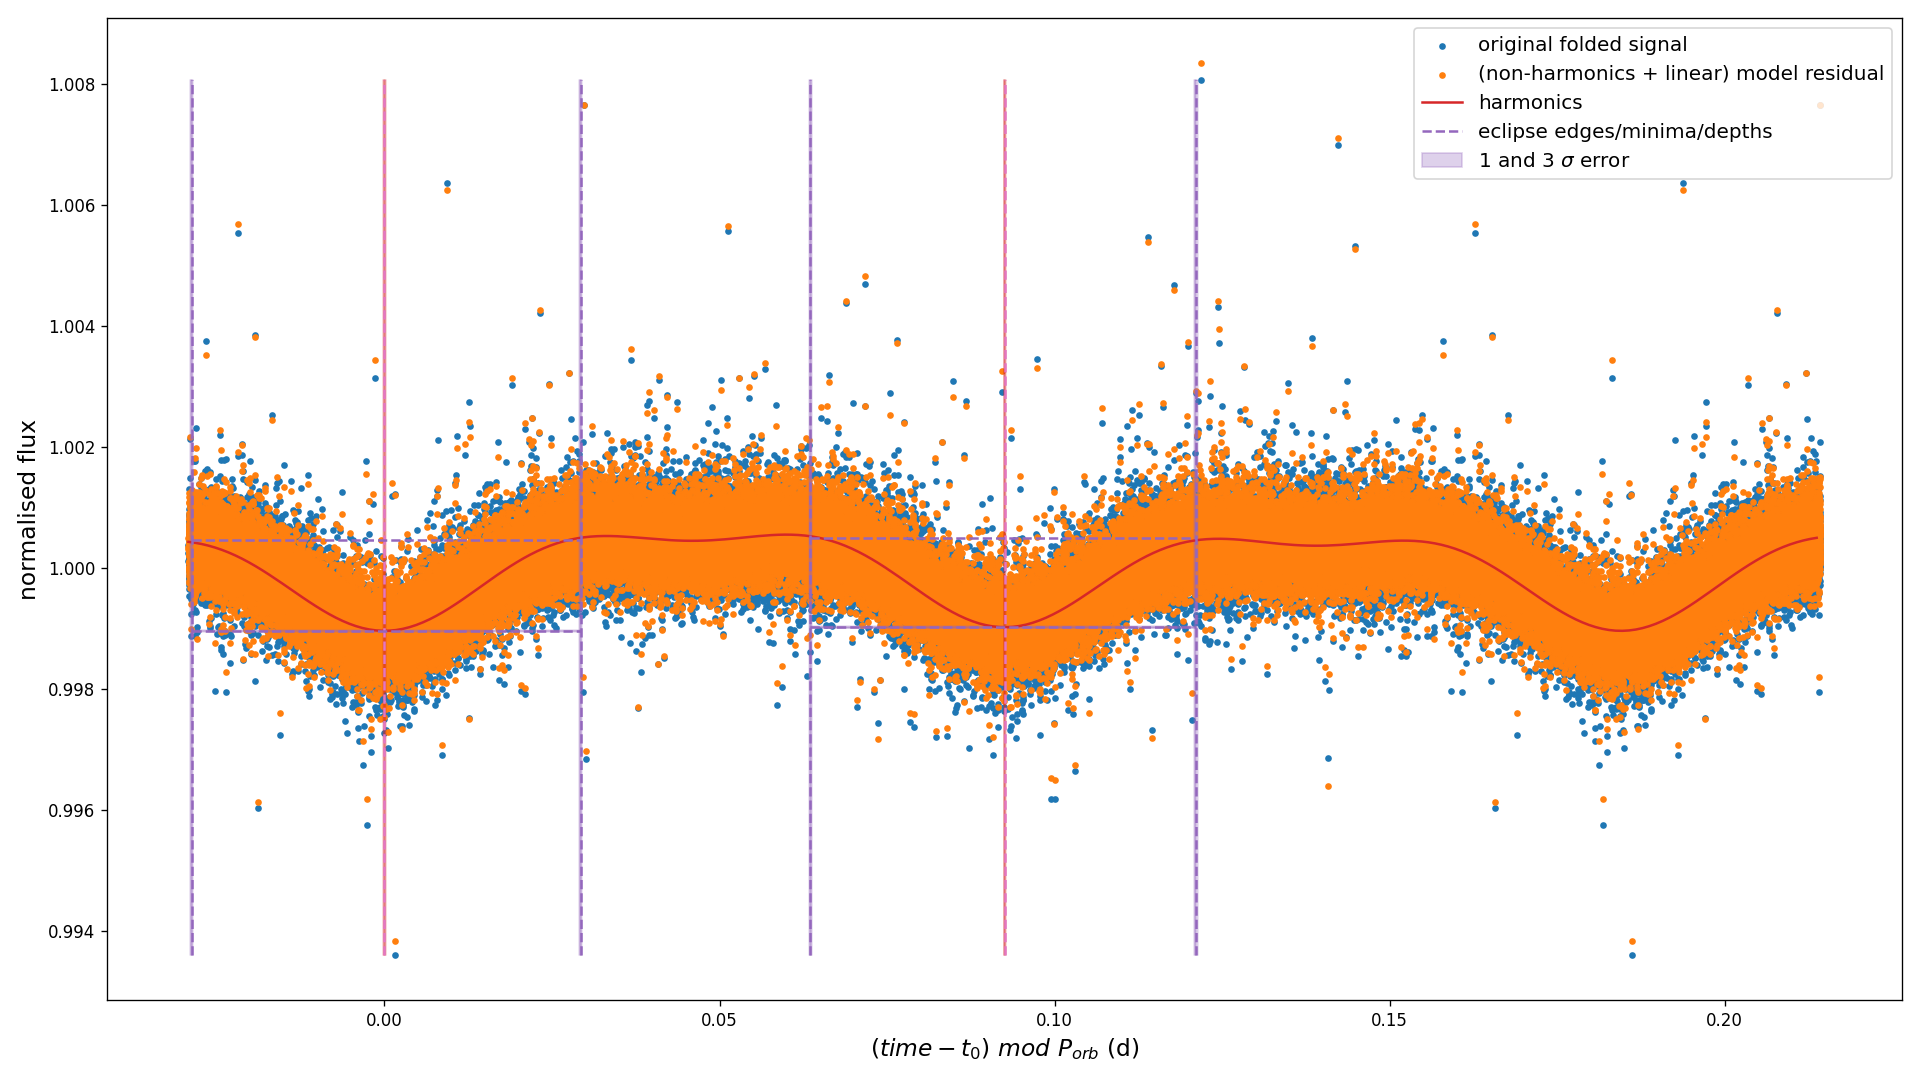 original folded signal
(non-harmonics + linear) model residual
harmonics
eclipse edges/minima/depths
1 and 3 σ error
normalised flux
1.008
1.006
1.004
1.002
1.000
0.998
0.996
0.994
0.00 0.05 0.10 0.15 0.20
(time − t₀) mod Pₒᵣb (d)